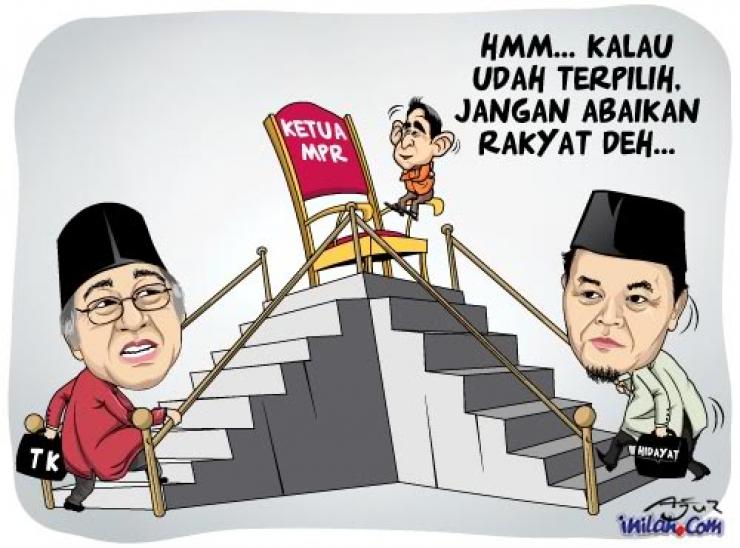 HMM... KALAU
UDAH TERPILIH.
JANGAN ABAIKAN
RAKYAT DEH...
KETUA
MPR
TK
HIDAYAT
inilah.Com